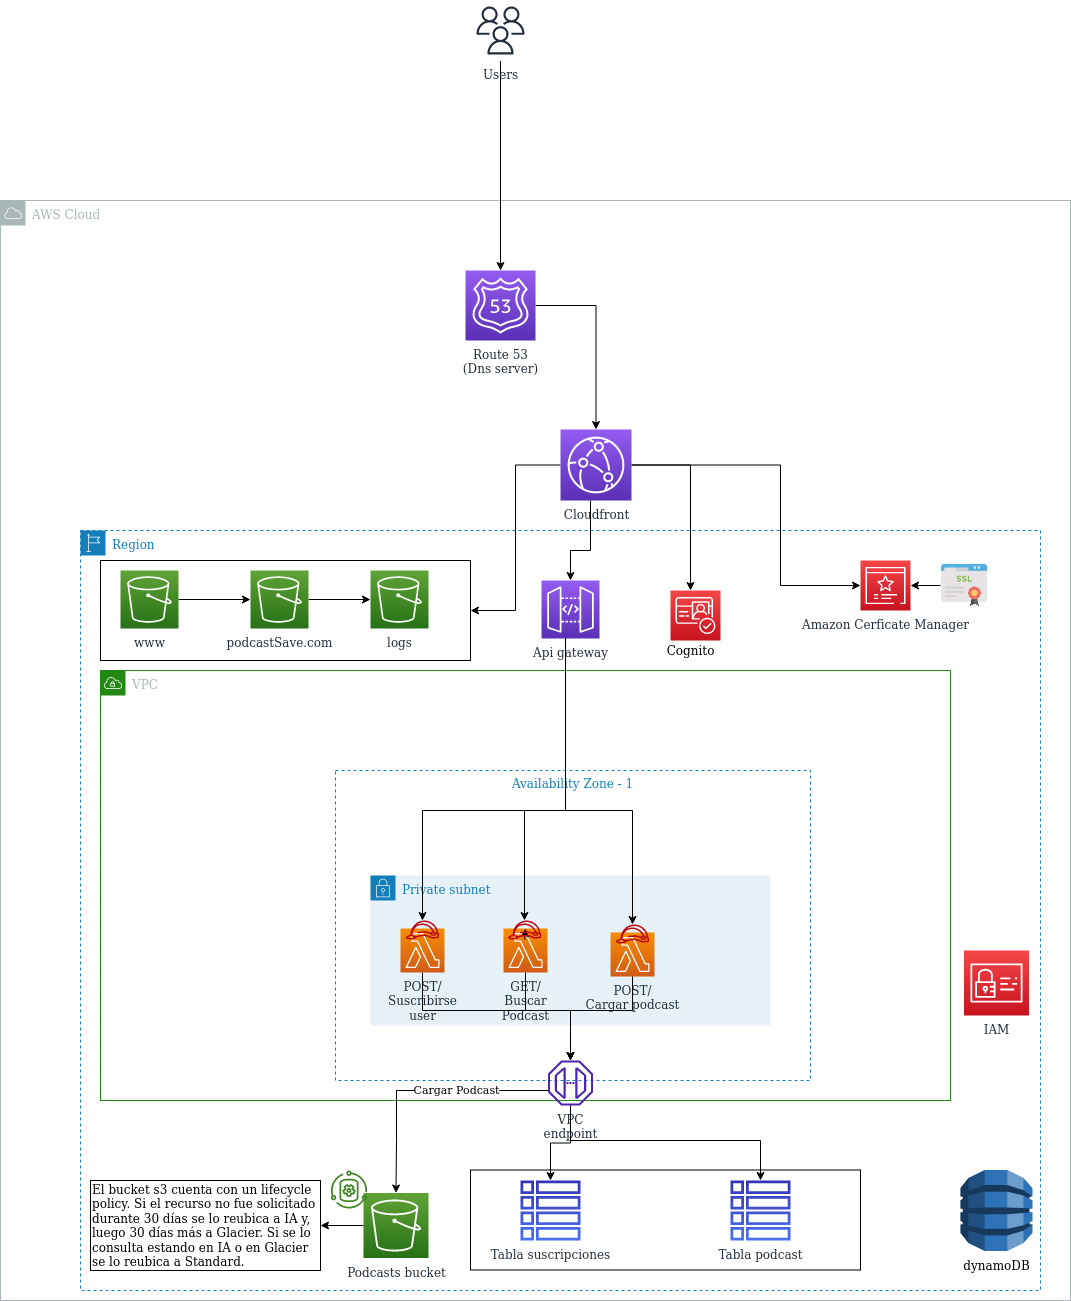 Users
AWS Cloud
53
Route 53
(Dns server)
Cloudfront
Region
www
podcastSave.com
logs
Api gateway
Cognito
SSL
Amazon Cerficate Manager
VPC
Availability Zone - 1
Private subnet
POST/
Suscribirse
user
GET/
Buscar
Podcast
POST/
Cargar podcast
IAM
Cargar Podcast
VPC
endpoint
El bucket s3 cuenta con un lifecycle
policy. Si el recurso no fue solicitado
durante 30 días se lo reubica a IA y,
luego 30 días más a Glacier. Si se lo
consulta estando en IA o en Glacier
se lo reubica a Standard.
Podcasts bucket
Tabla suscripciones
Tabla podcast
dynamoDB